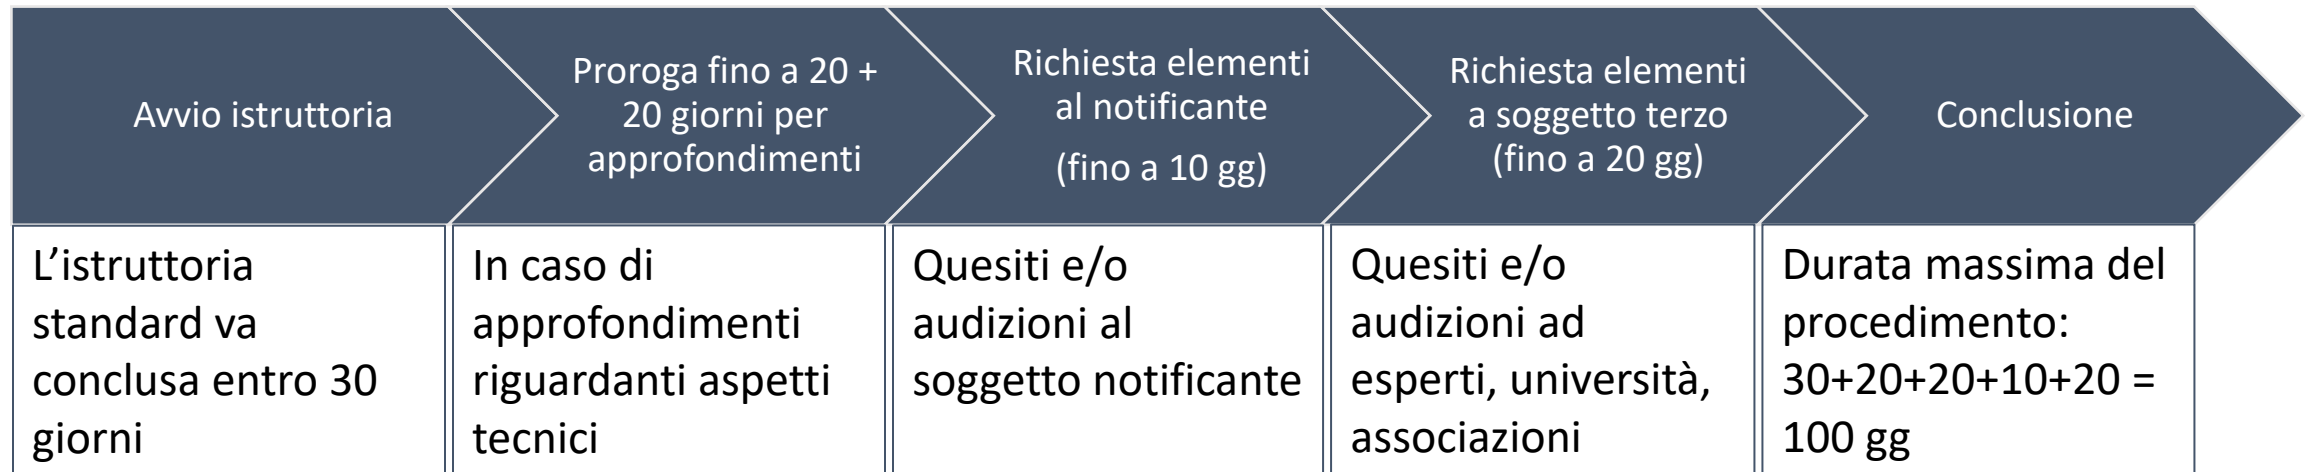 Avvio istruttoria
Proroga fino a 20 +
20 giorni per
approfondimenti
Richiesta elementi
al notificante
(fino a 10 gg)
Richiesta elementi
a soggetto terzo
(fino a 20 gg)
Conclusione
L’istruttoria
standard va
conclusa entro 30
giorni
In caso di
approfondimenti
riguardanti aspetti
tecnici
Quesiti e/o
audizioni al
soggetto notificante
Quesiti e/o
audizioni ad
esperti, università,
associazioni
Durata massima del
procedimento:
30+20+20+10+20 =
100 gg